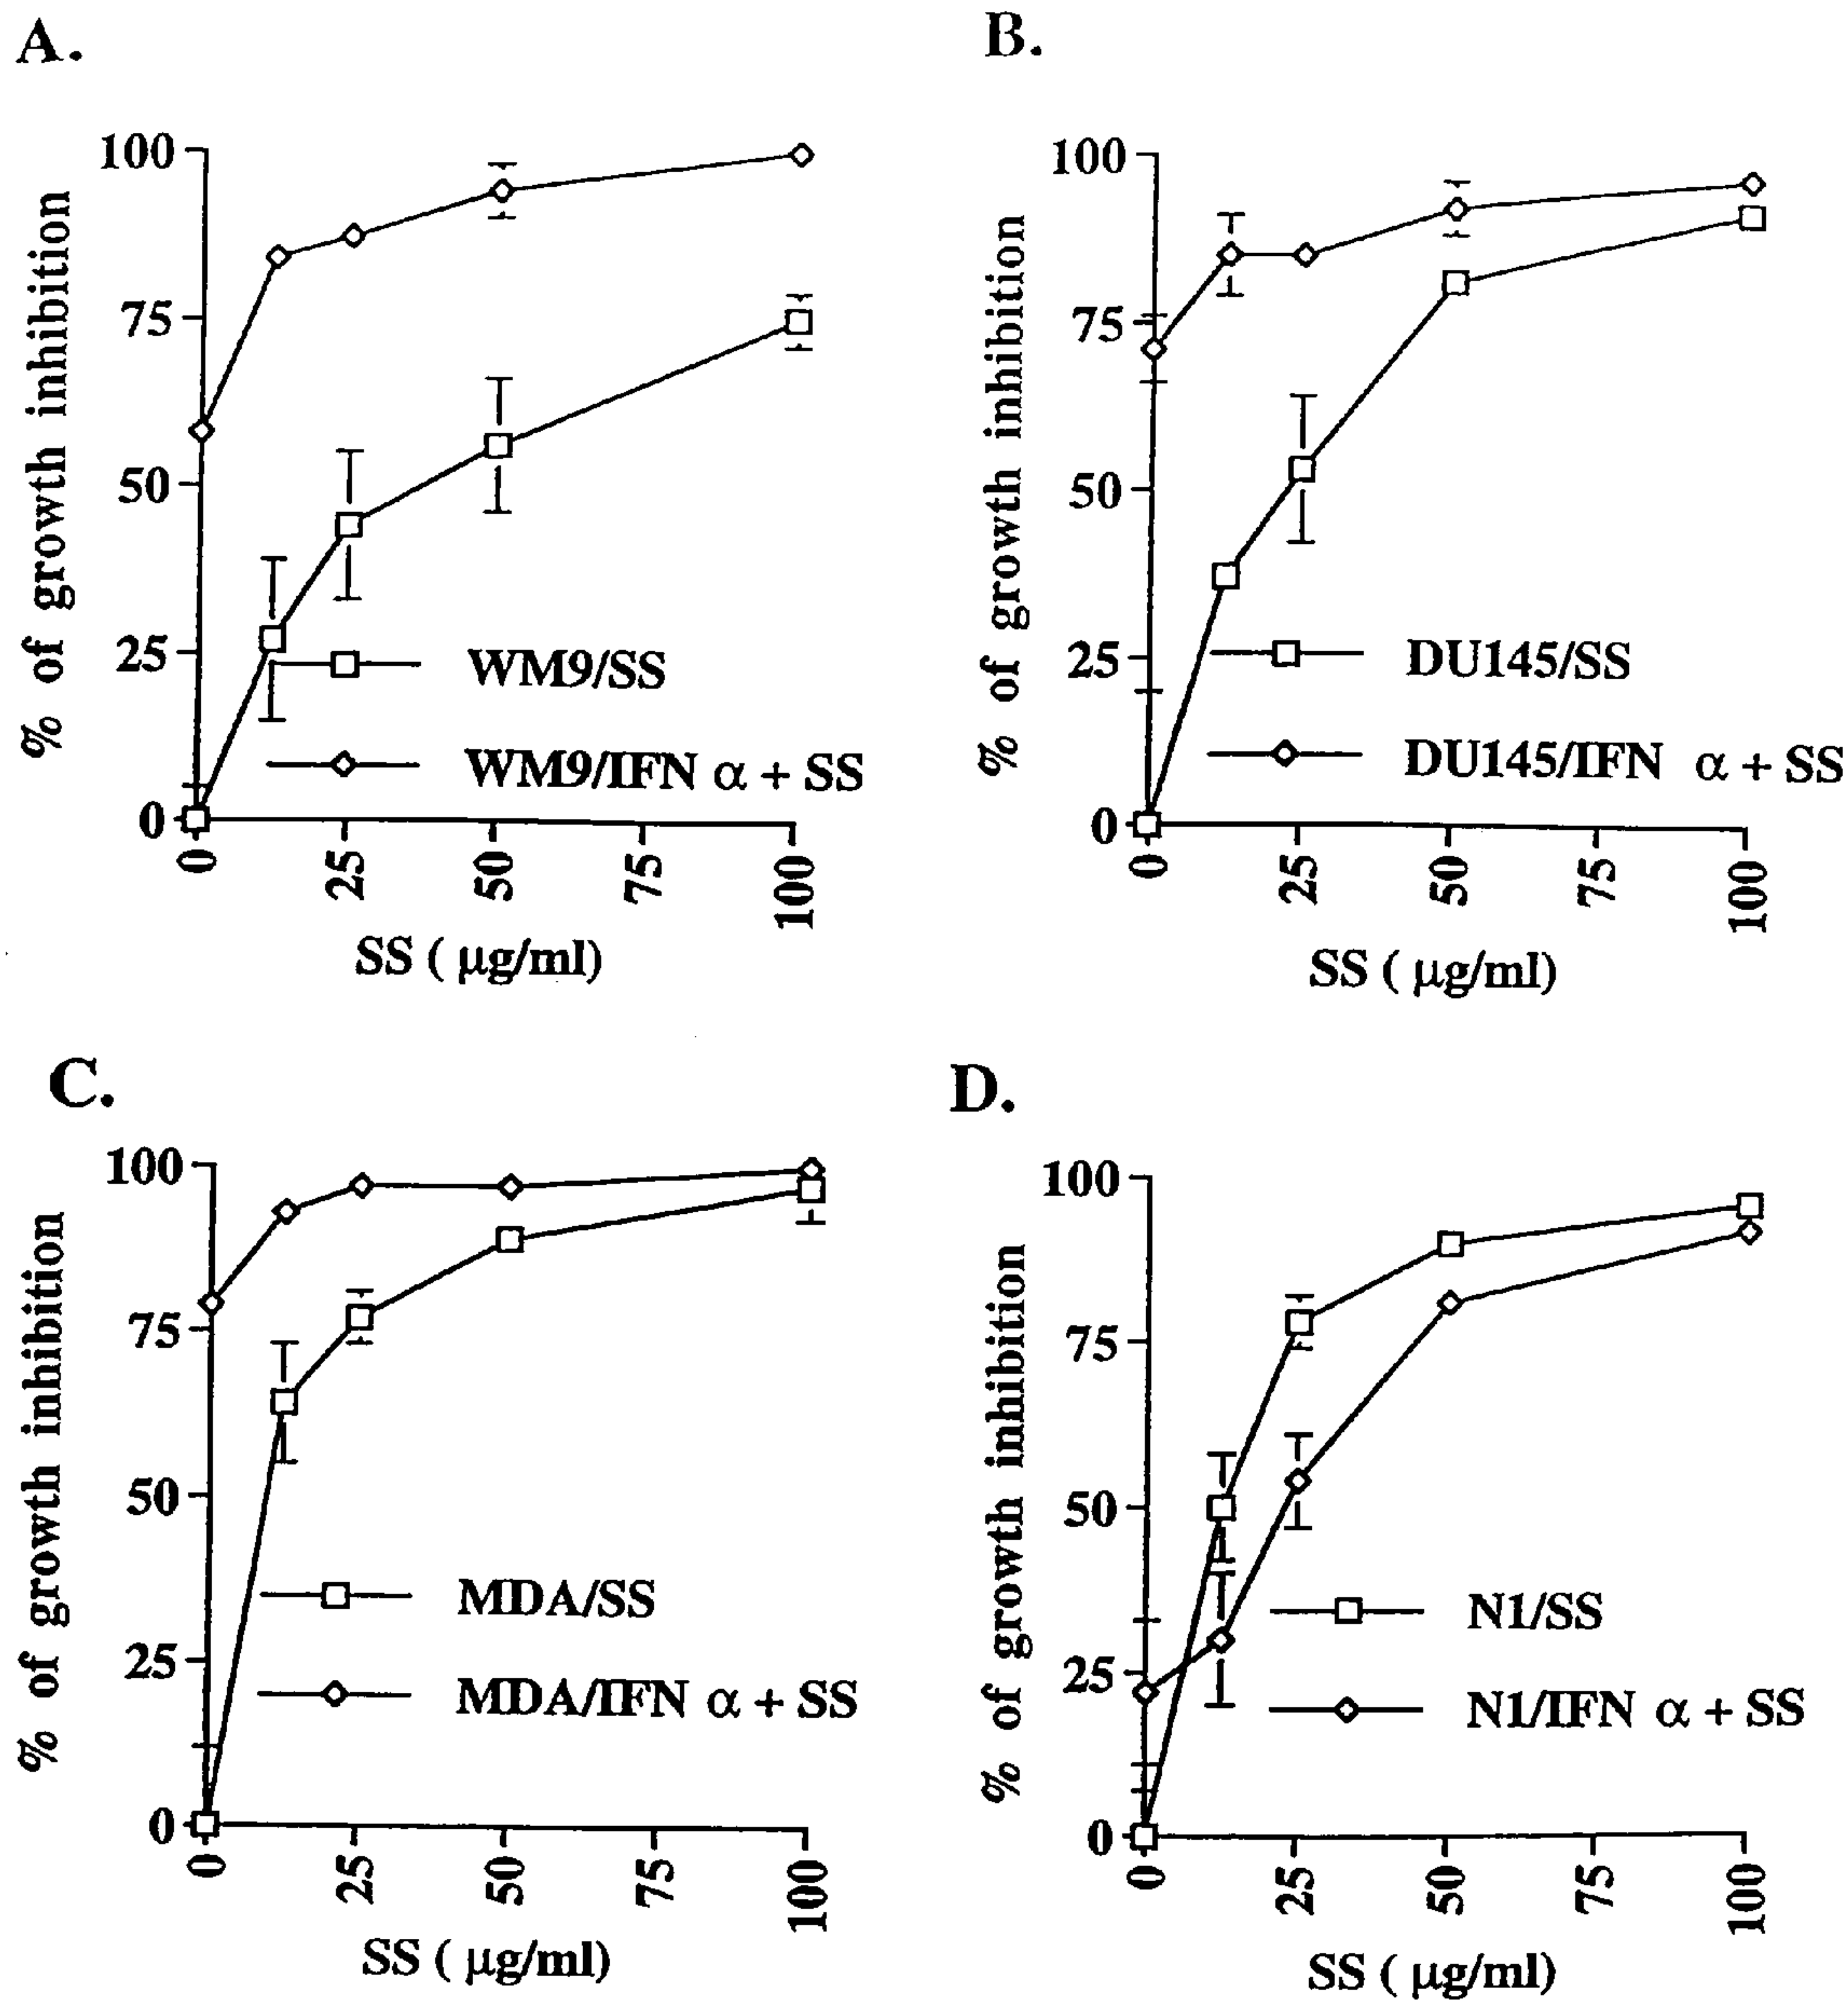 A.
% of growth inhibition
100
75
50
25
0
WM9/SS
WM9/IFN α + SS
0 25 50 75 100
SS ( μg/ml)
B.
% of growth inhibition
100
75
50
25
0
DU145/SS
DU145/IFN α + SS
0 25 50 75 100
SS ( μg/ml)
C.
% of growth inhibition
100
75
50
25
0
MDA/SS
MDA/IFN α + SS
0 25 50 75 100
SS ( μg/ml)
D.
% of growth inhibition
100
75
50
25
0
N1/SS
N1/IFN α + SS
0 25 50 75 100
SS ( μg/ml)